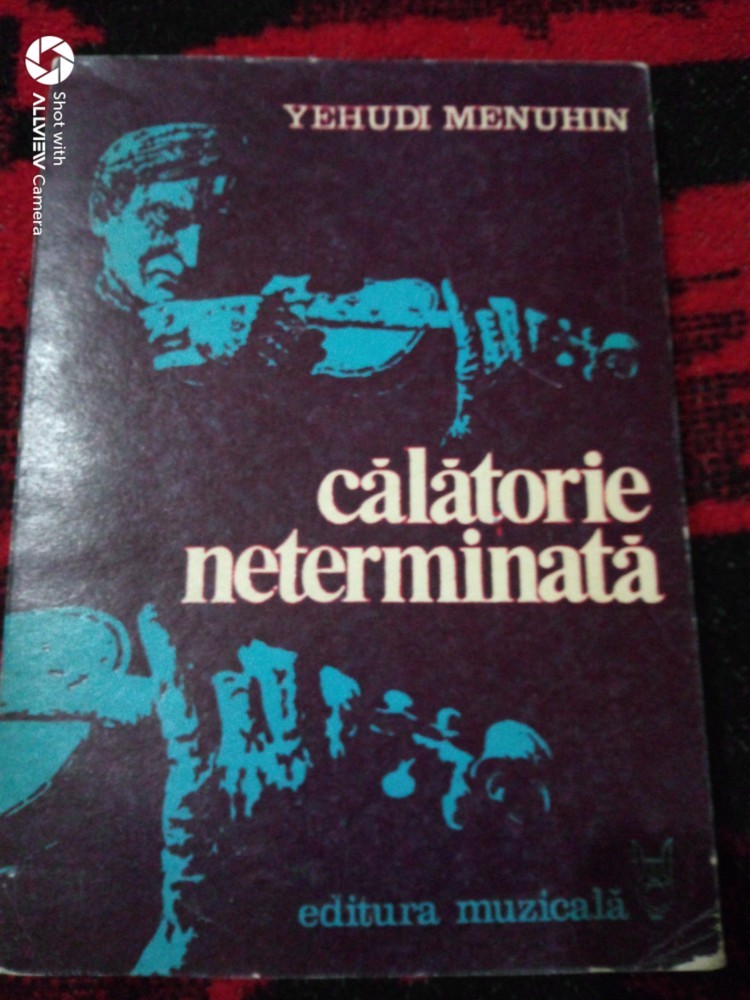 Shot with
ALLVIEW Camera
YEHUDI MENUHIN
călătorie
neterminată
editura muzicală